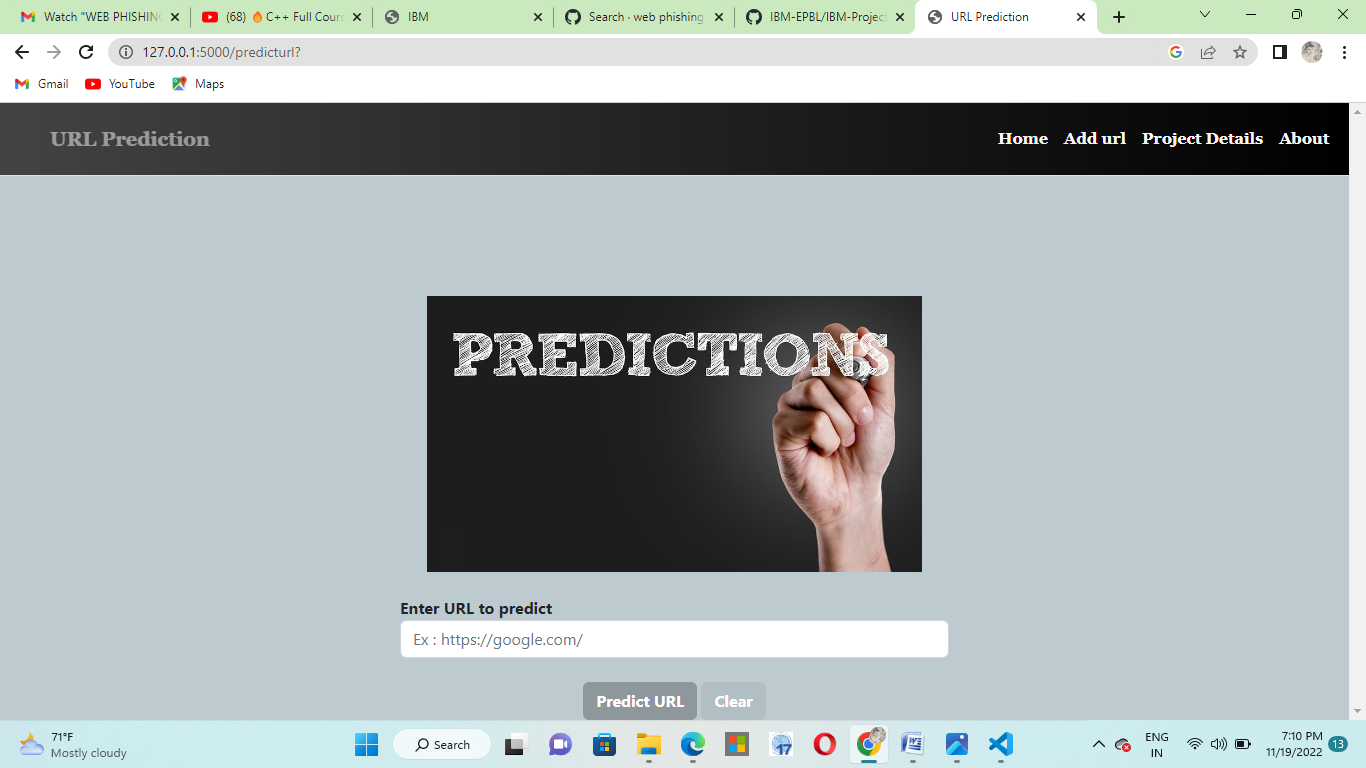 Watch "WEB PHISHING
(68) 🔥 C++ Full Cours
IBM
Search · web phishing
IBM-EPBL/IBM-Project
URL Prediction
127.0.0.1:5000/predicturl?
Gmail YouTube Maps
URL Prediction Home Add url Project Details About
PREDICTIONS
Enter URL to predict
Ex : https://google.com/
Predict URL Clear
71°F
Mostly cloudy
Search
17
ENG
IN
7:10 PM
11/19/2022
13